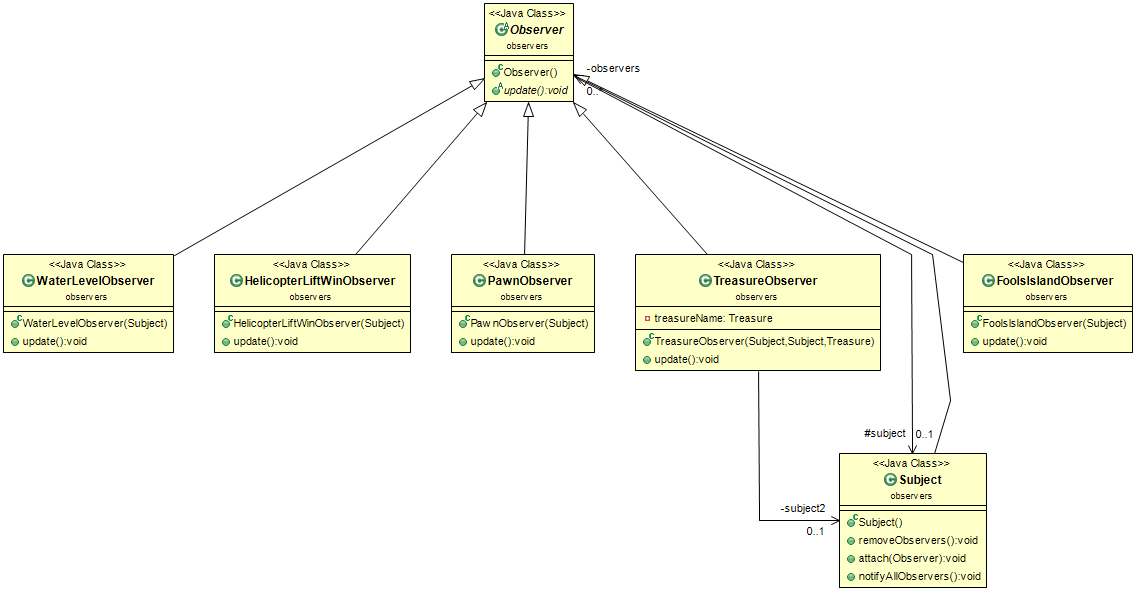 <<Java Class>>
Observer
observers
Observer()
update():void
-observers
0..*
<<Java Class>>
WaterLevelObserver
observers
WaterLevelObserver(Subject)
update():void
<<Java Class>>
HelicopterLiftWinObserver
observers
HelicopterLiftWinObserver(Subject)
update():void
<<Java Class>>
PawnObserver
observers
PawnObserver(Subject)
update():void
<<Java Class>>
TreasureObserver
observers
treasureName: Treasure
TreasureObserver(Subject,Subject,Treasure)
update():void
<<Java Class>>
FoolsIslandObserver
observers
FoolsIslandObserver(Subject)
update():void
#subject
0..1
-subject2
0..1
<<Java Class>>
Subject
observers
Subject()
removeObservers():void
attach(Observer):void
notifyAllObservers():void